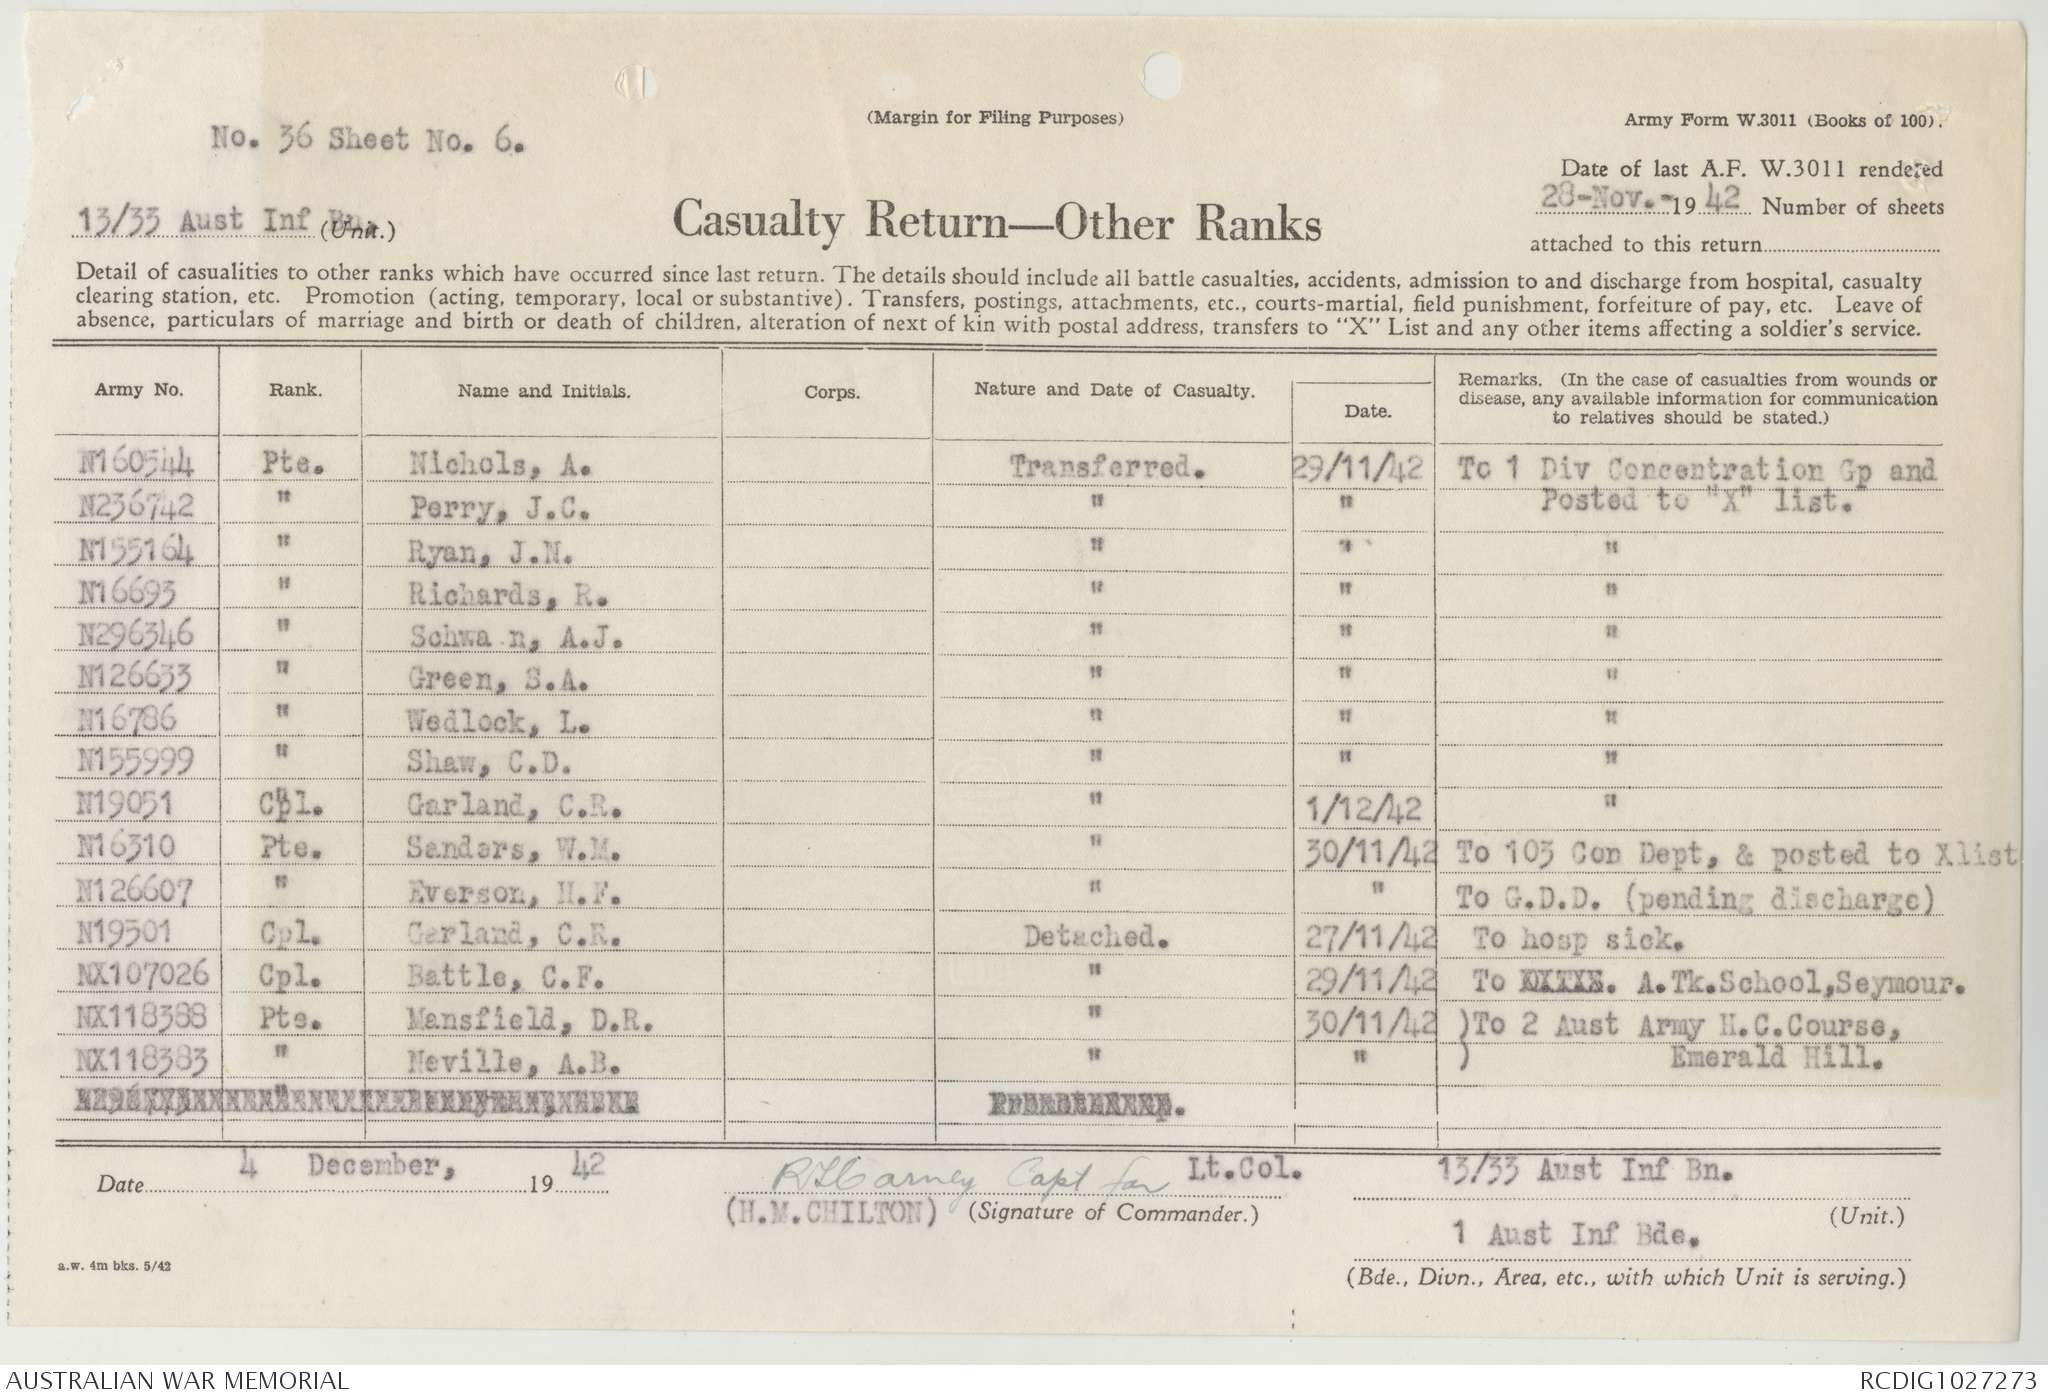 (Margin for Filing Purposes)
Army Form W.3011 (Books of 100).
No. 36 Sheet No. 6.
Date of last A.F. W.3011 rendered
28-Nov.-1942 Number of sheets
attached to this return
13/33 Aust Inf Bn. (Unit.)
Casualty Return—Other Ranks
Detail of casualities to other ranks which have occurred since last return. The details should include all battle casualties, accidents, admission to and discharge from hospital, casualty
clearing station, etc. Promotion (acting, temporary, local or substantive). Transfers, postings, attachments, etc., courts-martial, field punishment, forfeiture of pay, etc. Leave of
absence, particulars of marriage and birth or death of children, alteration of next of kin with postal address, transfers to "X" List and any other items affecting a soldier's service.
Army No. Rank. Name and Initials. Corps. Nature and Date of Casualty. Date. Remarks. (In the case of casualties from wounds or
disease, any available information for communication
to relatives should be stated.)
N160544 Pte. Nichols, A. Transferred. 29/11/42 To 1 Div Concentration Gp and
N236742 " Perry, J.C. " " Posted to "X" list.
N155164 " Ryan, J.N. " " "
N16693 " Richards, R. " " "
N296346 " Schwa n, A.J. " " "
N126633 " Green, S.A. " " "
N16786 " Wedlock, L. " " "
N155999 " Shaw, C.D. " " "
N19051 Cpl. Garland, C.R. " 1/12/42 "
N16310 Pte. Sanders, W.M. " 30/11/42 To 103 Con Dept, & posted to Xlist
N126607 " Everson, H.F. " " To G.D.D. (pending discharge)
N19501 Cpl. Garland, C.R. Detached. 27/11/42 To hosp sick.
NX107026 Cpl. Battle, C.F. " 29/11/42 To A.Tk.School,Seymour.
NX118388 Pte. Mansfield, D.R. " 30/11/42 )To 2 Aust Army H.C.Course,
NX118383 " Neville, A.B. " " ) Emerald Hill.
Date 4 December, 1942
Carney Capt for Lt.Col.
(H.M.CHILTON) (Signature of Commander.)
13/33 Aust Inf Bn.
(Unit.)
1 Aust Inf Bde.
(Bde., Divn., Area, etc., with which Unit is serving.)
a.w. 4m bks. 5/42
AUSTRALIAN WAR MEMORIAL
RCDIG1027273